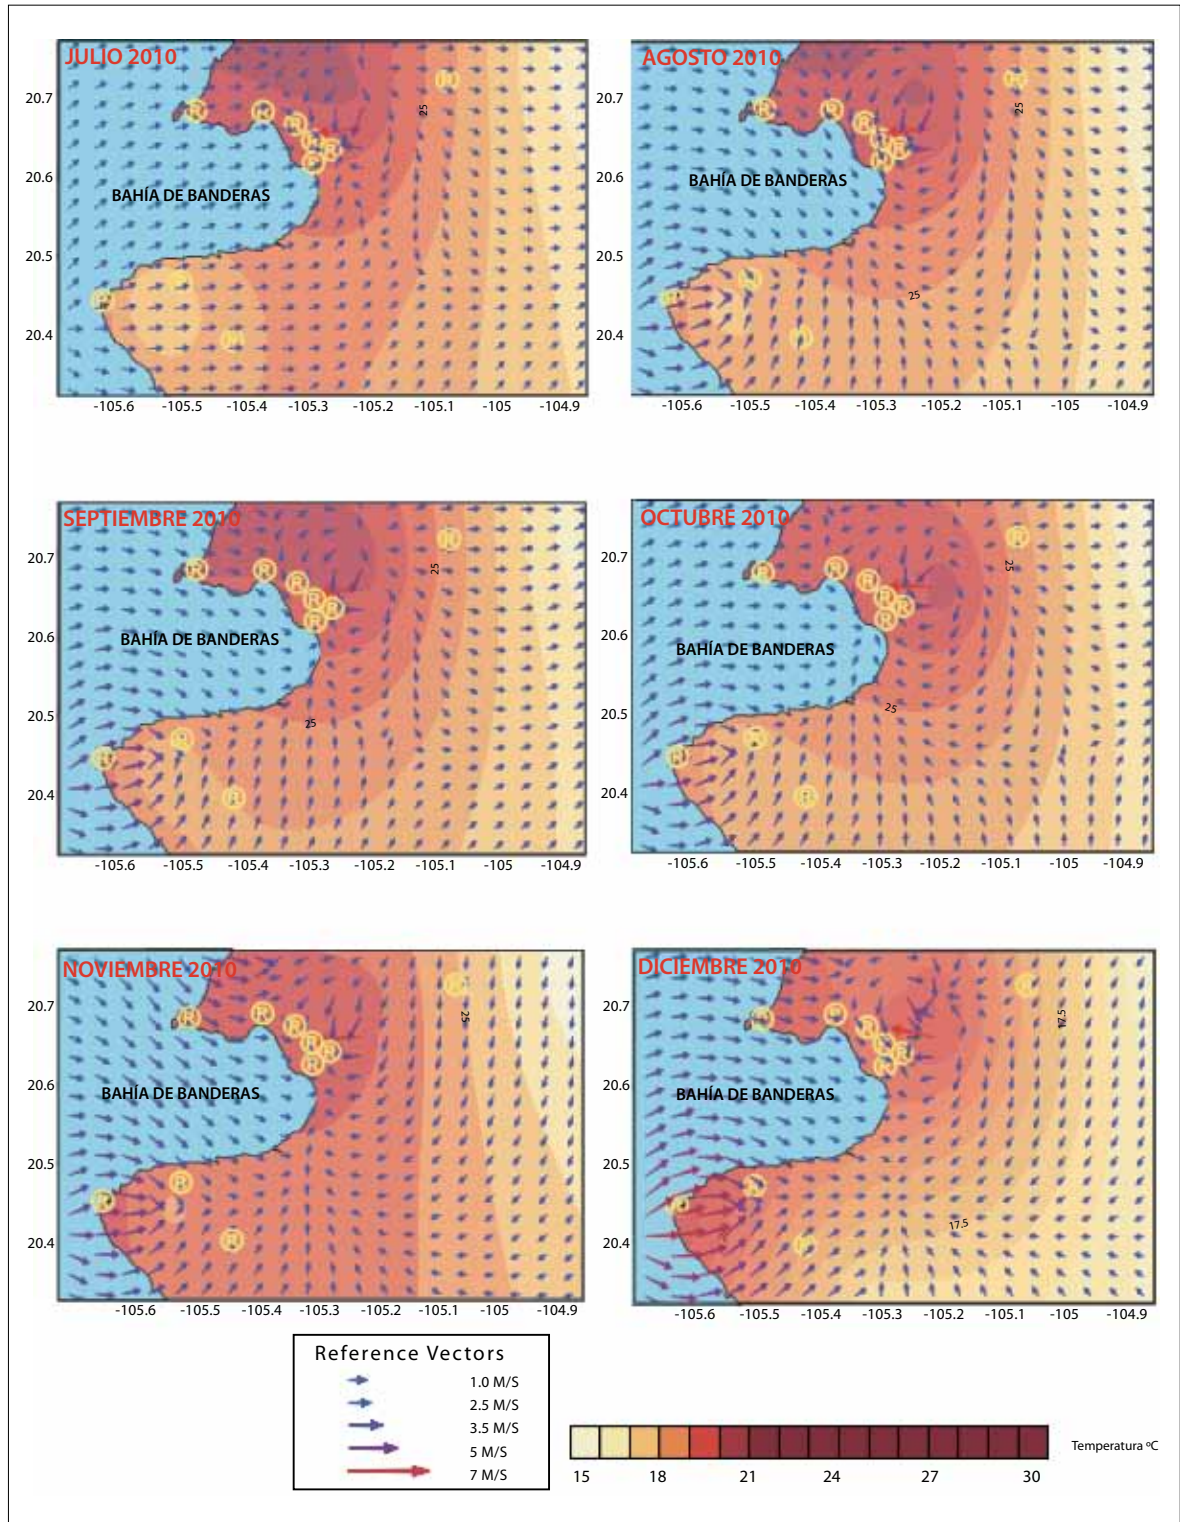 JULIO 2010
AGOSTO 2010
20.7
20.6
20.5
20.4
BAHÍA DE BANDERAS
25
R
R
R
R
R
-105.6 -105.5 -105.4 -105.3 -105.2 -105.1 -105 -104.9
20.7
20.6
20.5
20.4
BAHÍA DE BANDERAS
25
25
R
R
R
R
-105.6 -105.5 -105.4 -105.3 -105.2 -105.1 -105 -104.9
SEPTIEMBRE 2010
OCTUBRE 2010
20.7
20.6
20.5
20.4
BAHÍA DE BANDERAS
25
25
R
R
R
R
R
R
-105.6 -105.5 -105.4 -105.3 -105.2 -105.1 -105 -104.9
20.7
20.6
20.5
20.4
BAHÍA DE BANDERAS
25
25
R
R
R
R
R
R
-105.6 -105.5 -105.4 -105.3 -105.2 -105.1 -105 -104.9
NOVIEMBRE 2010
DICIEMBRE 2010
20.7
20.6
20.5
20.4
BAHÍA DE BANDERAS
25
R
R
R
R
R
R
R
R
R
-105.6 -105.5 -105.4 -105.3 -105.2 -105.1 -105 -104.9
20.7
20.6
20.5
20.4
BAHÍA DE BANDERAS
17.5
17.5
R
R
R
-105.6 -105.5 -105.4 -105.3 -105.2 -105.1 -105 -104.9
Reference Vectors
1.0 M/S
2.5 M/S
3.5 M/S
5 M/S
7 M/S
15 18 21 24 27 30
Temperatura ºC